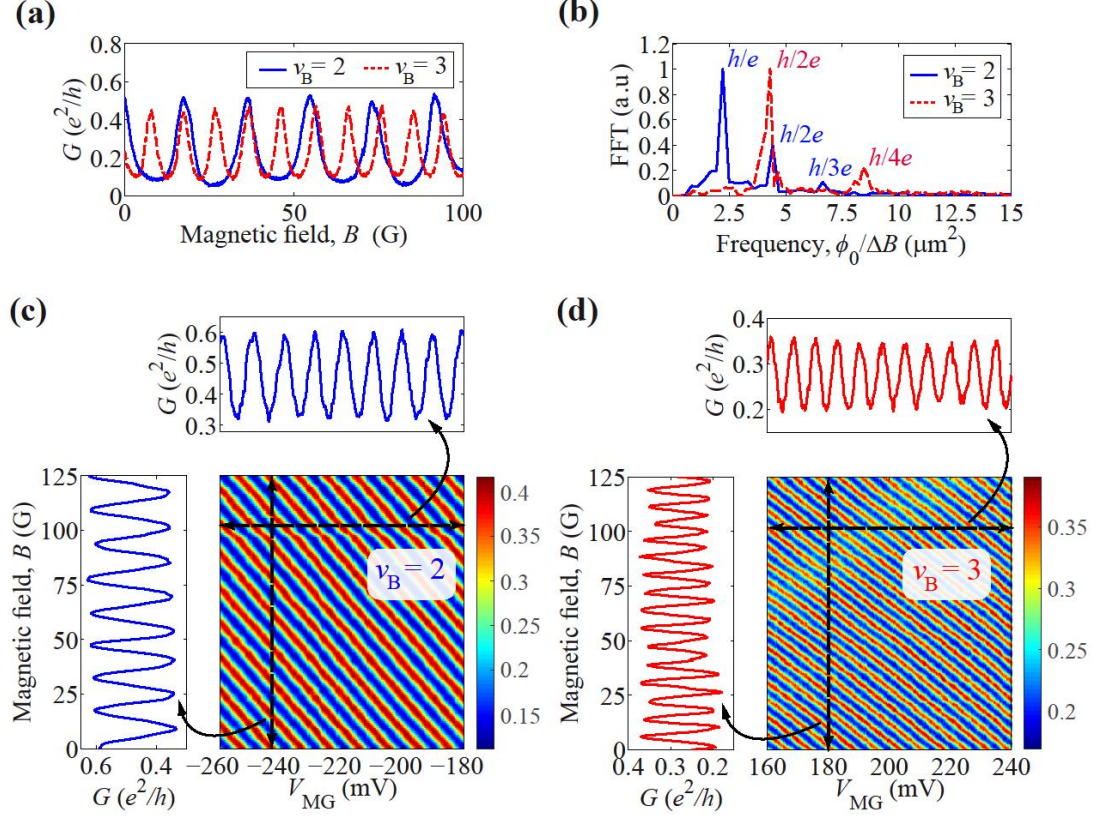 (a)
0.8
0.6
0.4
0.2
0
G (e²/h)
ν_B = 2
ν_B = 3
0 50 100
Magnetic field, B (G)
(b)
1.2
1
0.8
0.6
0.4
0.2
0
FFT (a.u)
h/e
h/2e
h/2e
h/3e
h/4e
ν_B = 2
ν_B = 3
0 2.5 5 7.5 10 12.5 15
Frequency, ϕ₀/ΔB (μm²)
(c)
0.6
0.5
0.4
0.3
G (e²/h)
125
100
75
50
25
0
Magnetic field, B (G)
0.6 0.4
G (e²/h)
ν_B = 2
−260 −240 −220 −200 −180
V_MG (mV)
0.4
0.35
0.3
0.25
0.2
0.15
(d)
0.4
0.3
0.2
G (e²/h)
125
100
75
50
25
0
Magnetic field, B (G)
0.4 0.3 0.2
G (e²/h)
ν_B = 3
160 180 200 220 240
V_MG (mV)
0.35
0.3
0.25
0.2